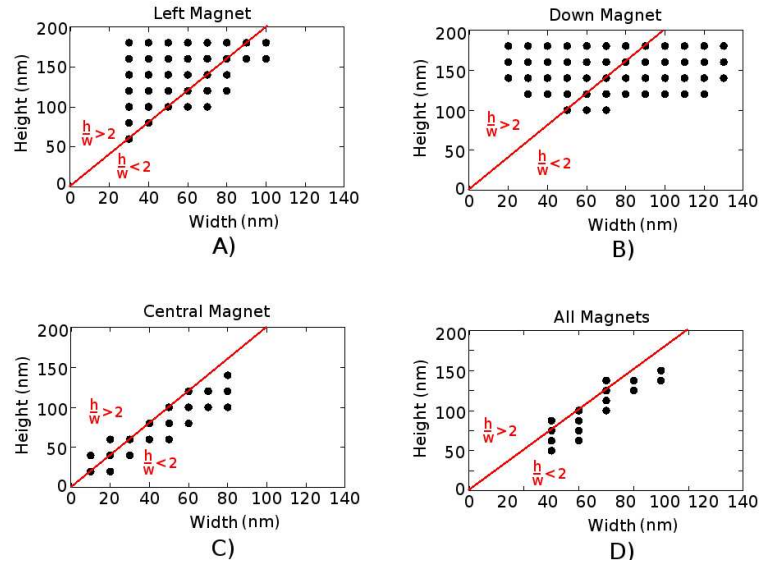 Left Magnet
200
150
100
50
0
Height (nm)
h/w>2
h/w<2
0 20 40 60 80 100 120 140
Width (nm)
A)
Down Magnet
200
150
100
50
0
Height (nm)
h/w>2
h/w<2
0 20 40 60 80 100 120 140
Width (nm)
B)
Central Magnet
200
150
100
50
0
Height (nm)
h/w>2
h/w<2
0 20 40 60 80 100 120 140
Width (nm)
C)
All Magnets
200
150
100
50
0
Height (nm)
h/w>2
h/w<2
0 20 40 60 80 100 120 140
Width (nm)
D)